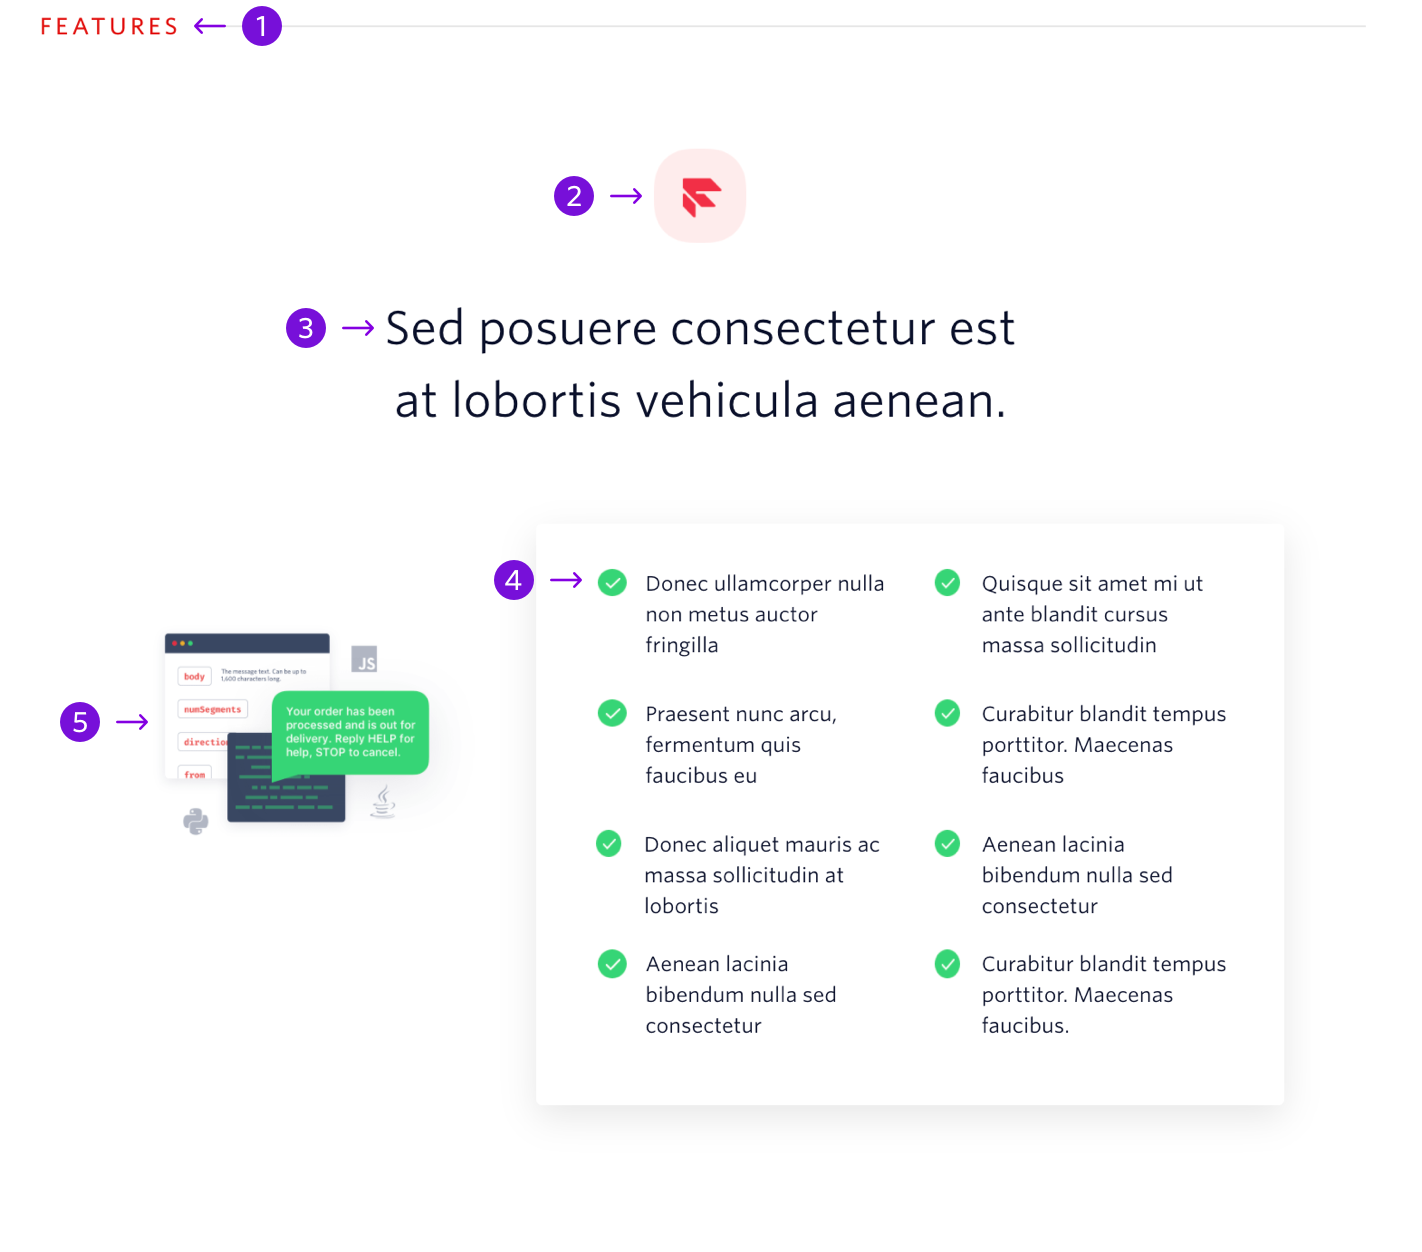 FEATURES
1
2
3
Sed posuere consectetur est
at lobortis vehicula aenean.
4
Donec ullamcorper nulla
non metus auctor
fringilla
Quisque sit amet mi ut
ante blandit cursus
massa sollicitudin
Praesent nunc arcu,
fermentum quis
faucibus eu
Curabitur blandit tempus
porttitor. Maecenas
faucibus
Donec aliquet mauris ac
massa sollicitudin at
lobortis
Aenean lacinia
bibendum nulla sed
consectetur
Aenean lacinia
bibendum nulla sed
consectetur
Curabitur blandit tempus
porttitor. Maecenas
faucibus.
5
body
The message text. Can be up to
1,600 characters long.
JS
numSegments
Your order has been
processed and is out for
delivery. Reply HELP for
help, STOP to cancel.
directio
from